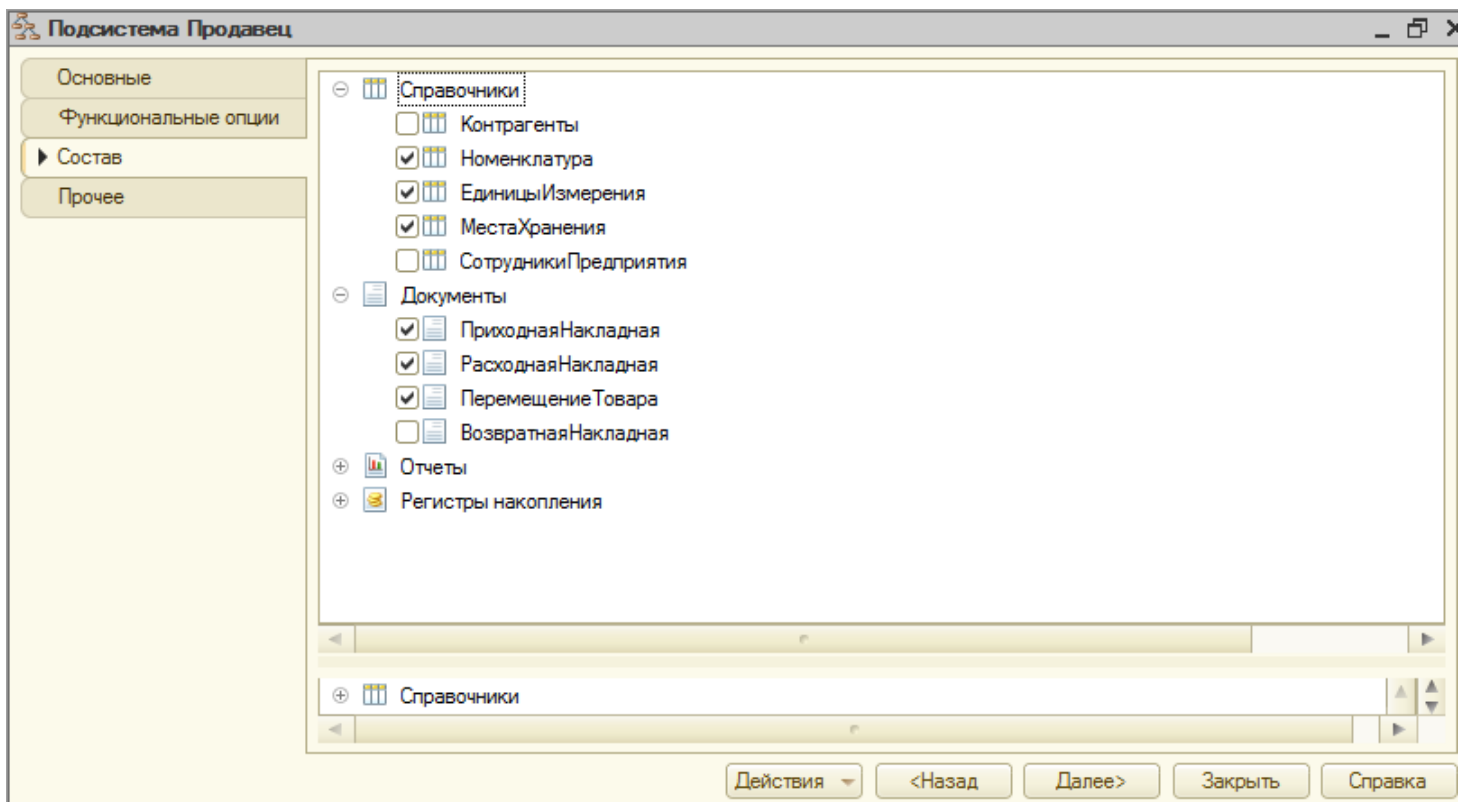 Подсистема Продавец
Основные
Функциональные опции
Состав
Прочее
Справочники
Контрагенты
Номенклатура
ЕдиницыИзмерения
МестаХранения
СотрудникиПредприятия
Документы
ПриходнаяНакладная
РасходнаяНакладная
ПеремещениеТовара
ВозвратнаяНакладная
Отчеты
Регистры накопления
Справочники
Действия
<Назад
Далее>
Закрыть
Справка